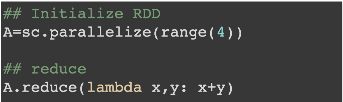 ## Initialize RDD
A=sc.parallelize(range(4))
## reduce
A.reduce(lambda x,y: x+y)